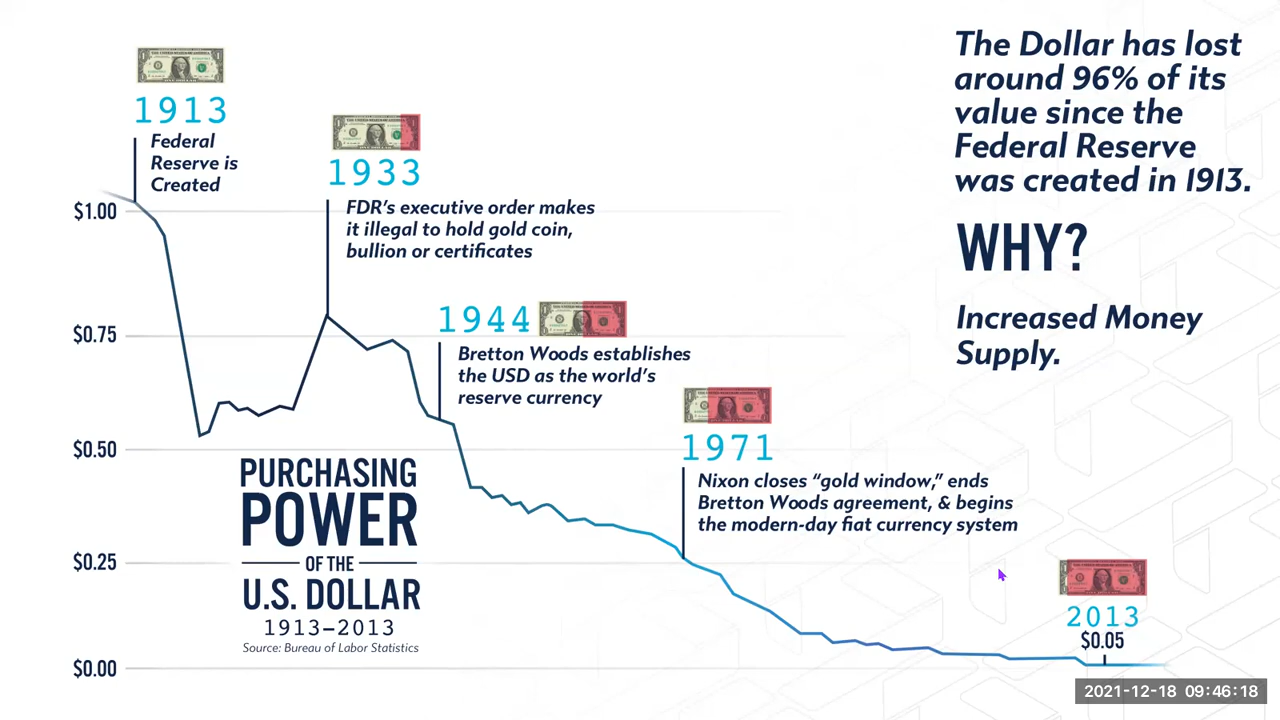 The Dollar has lost
around 96% of its
value since the
Federal Reserve
was created in 1913.
WHY?
Increased Money
Supply.
1913
Federal
Reserve is
Created
1933
FDR's executive order makes
it illegal to hold gold coin,
bullion or certificates
1944
Bretton Woods establishes
the USD as the world's
reserve currency
1971
Nixon closes “gold window,” ends
Bretton Woods agreement, & begins
the modern-day fiat currency system
2013
$0.05
$1.00
$0.75
$0.50
$0.25
$0.00
PURCHASING
POWER
OF THE
U.S. DOLLAR
1913–2013
Source: Bureau of Labor Statistics
2021-12-18 09:46:18